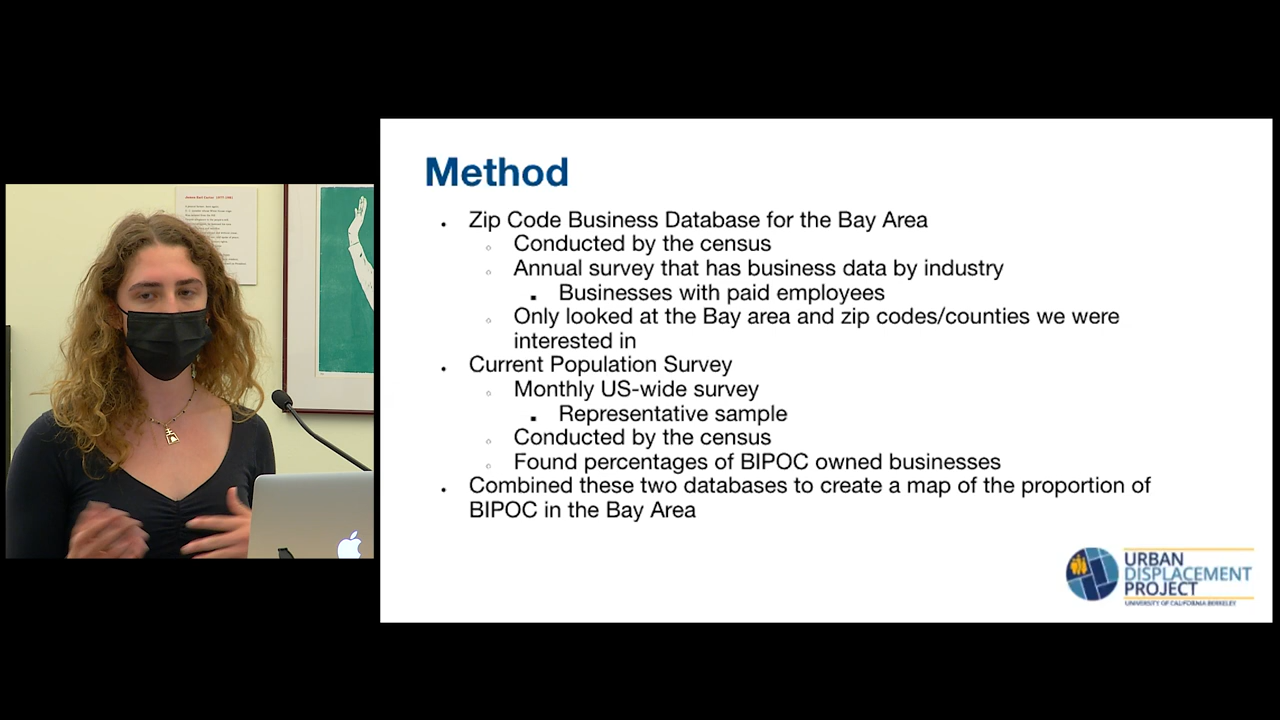 Method
• Zip Code Business Database for the Bay Area
○ Conducted by the census
○ Annual survey that has business data by industry
▪ Businesses with paid employees
○ Only looked at the Bay area and zip codes/counties we were
interested in
• Current Population Survey
○ Monthly US-wide survey
▪ Representative sample
○ Conducted by the census
○ Found percentages of BIPOC owned businesses
• Combined these two databases to create a map of the proportion of
BIPOC in the Bay Area
URBAN
DISPLACEMENT
PROJECT
UNIVERSITY OF CALIFORNIA BERKELEY